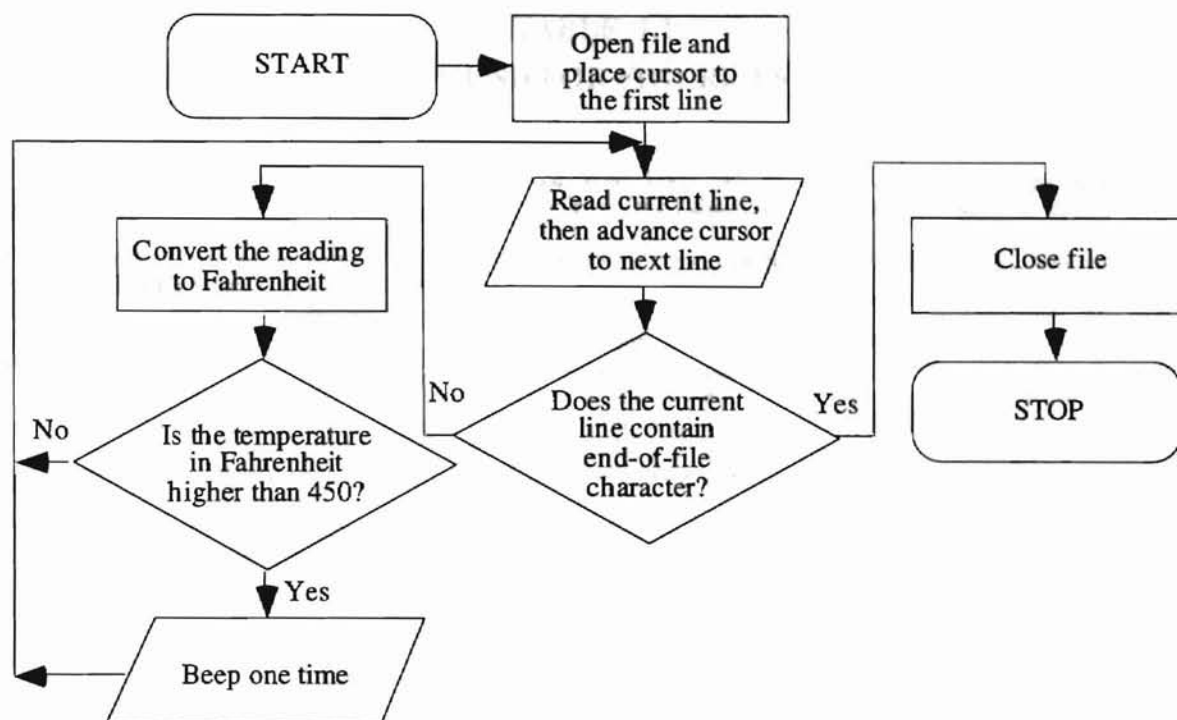 START
Open file and
place cursor to
the first line
Read current line,
then advance cursor
to next line
Does the current
line contain
end-of-file
character?
No
Yes
Convert the reading
to Fahrenheit
Is the temperature
in Fahrenheit
higher than 450?
No
Yes
Beep one time
Close file
STOP